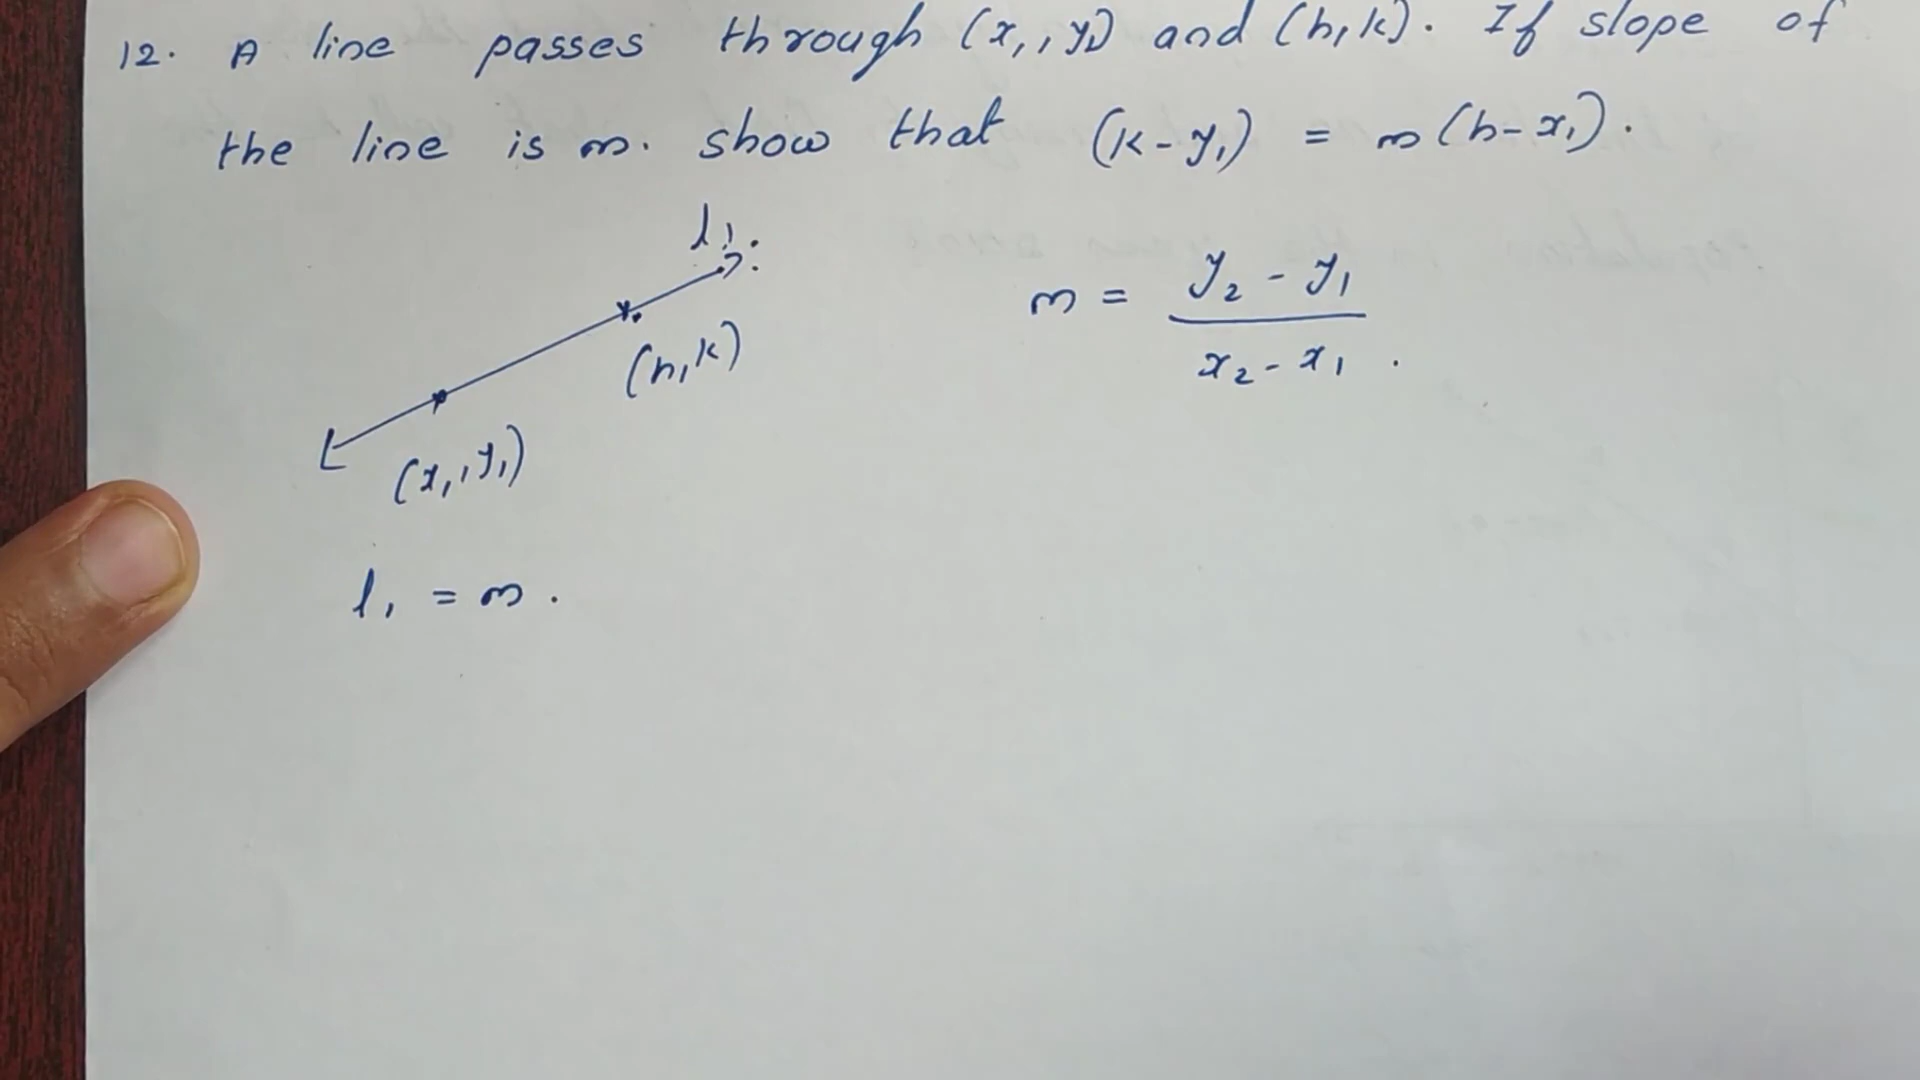 12. A line passes through (x₁, y₁) and (h,k). If slope of
the line is m. show that (k-y₁) = m(h-x₁).
l₁.
(h,k)
(x₁,y₁)
m = y₂ - y₁
x₂ - x₁ .
l₁ = m .